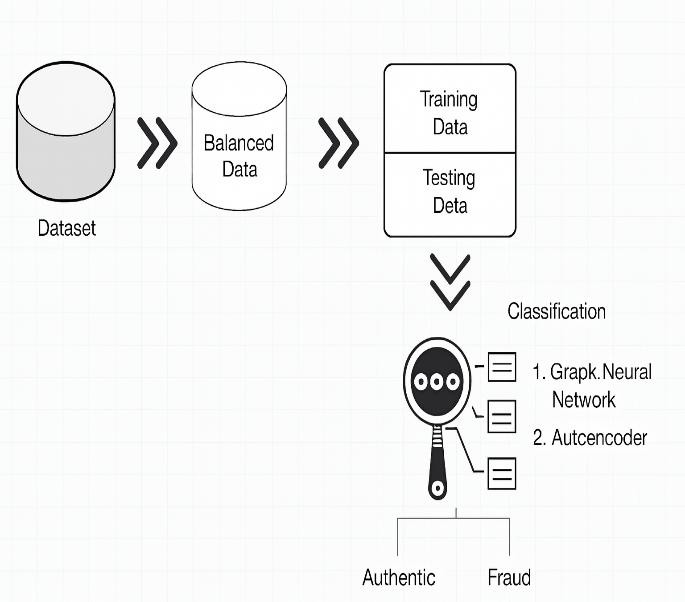 Balanced
Data
Dataset
Training
Data
Testing
Deta
Classification
1. Grapk.Neural
Network
2. Autcencoder
Authentic
Fraud